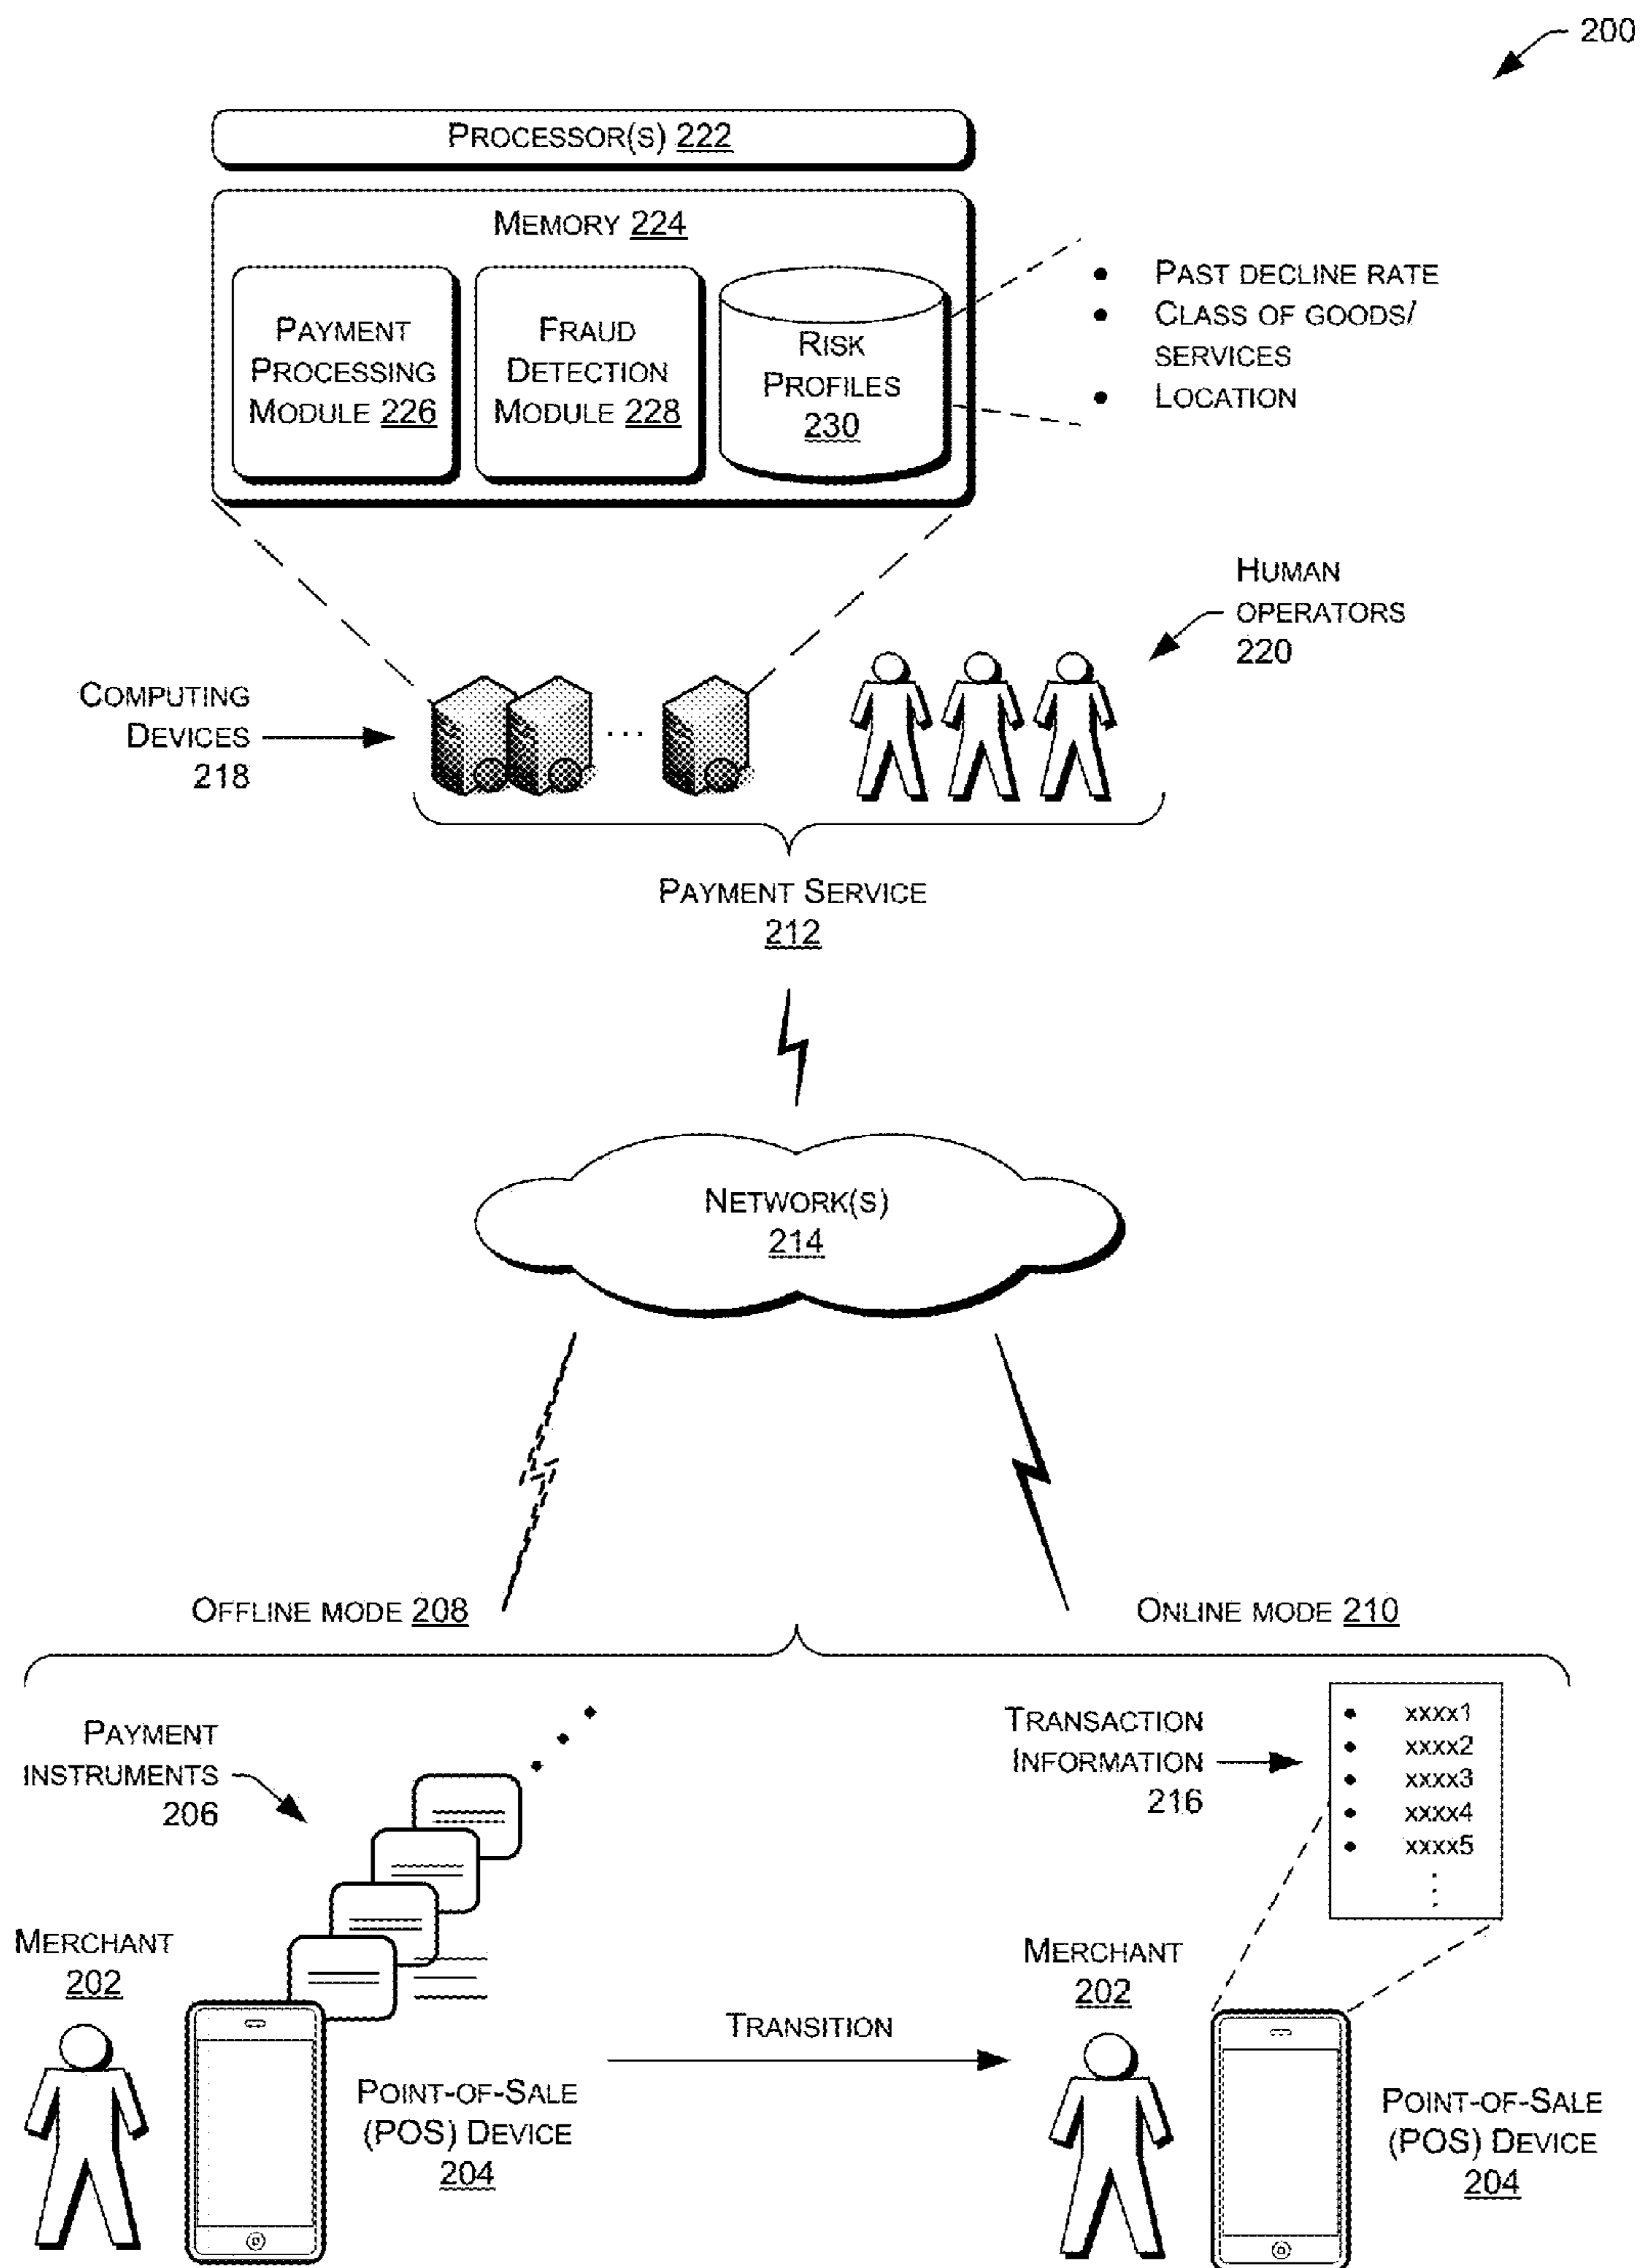 200
PROCESSOR(S) 222
MEMORY 224
PAYMENT
PROCESSING
MODULE 226
FRAUD
DETECTION
MODULE 228
RISK
PROFILES
230
• PAST DECLINE RATE
• CLASS OF GOODS/
SERVICES
• LOCATION
HUMAN
OPERATORS
220
COMPUTING
DEVICES
218
...
PAYMENT SERVICE
212
NETWORK(S)
214
OFFLINE MODE 208
ONLINE MODE 210
PAYMENT
INSTRUMENTS
206
TRANSACTION
INFORMATION
216
• xxxx1
• xxxx2
• xxxx3
• xxxx4
• xxxx5
MERCHANT
202
POINT-OF-SALE
(POS) DEVICE
204
TRANSITION
MERCHANT
202
POINT-OF-SALE
(POS) DEVICE
204